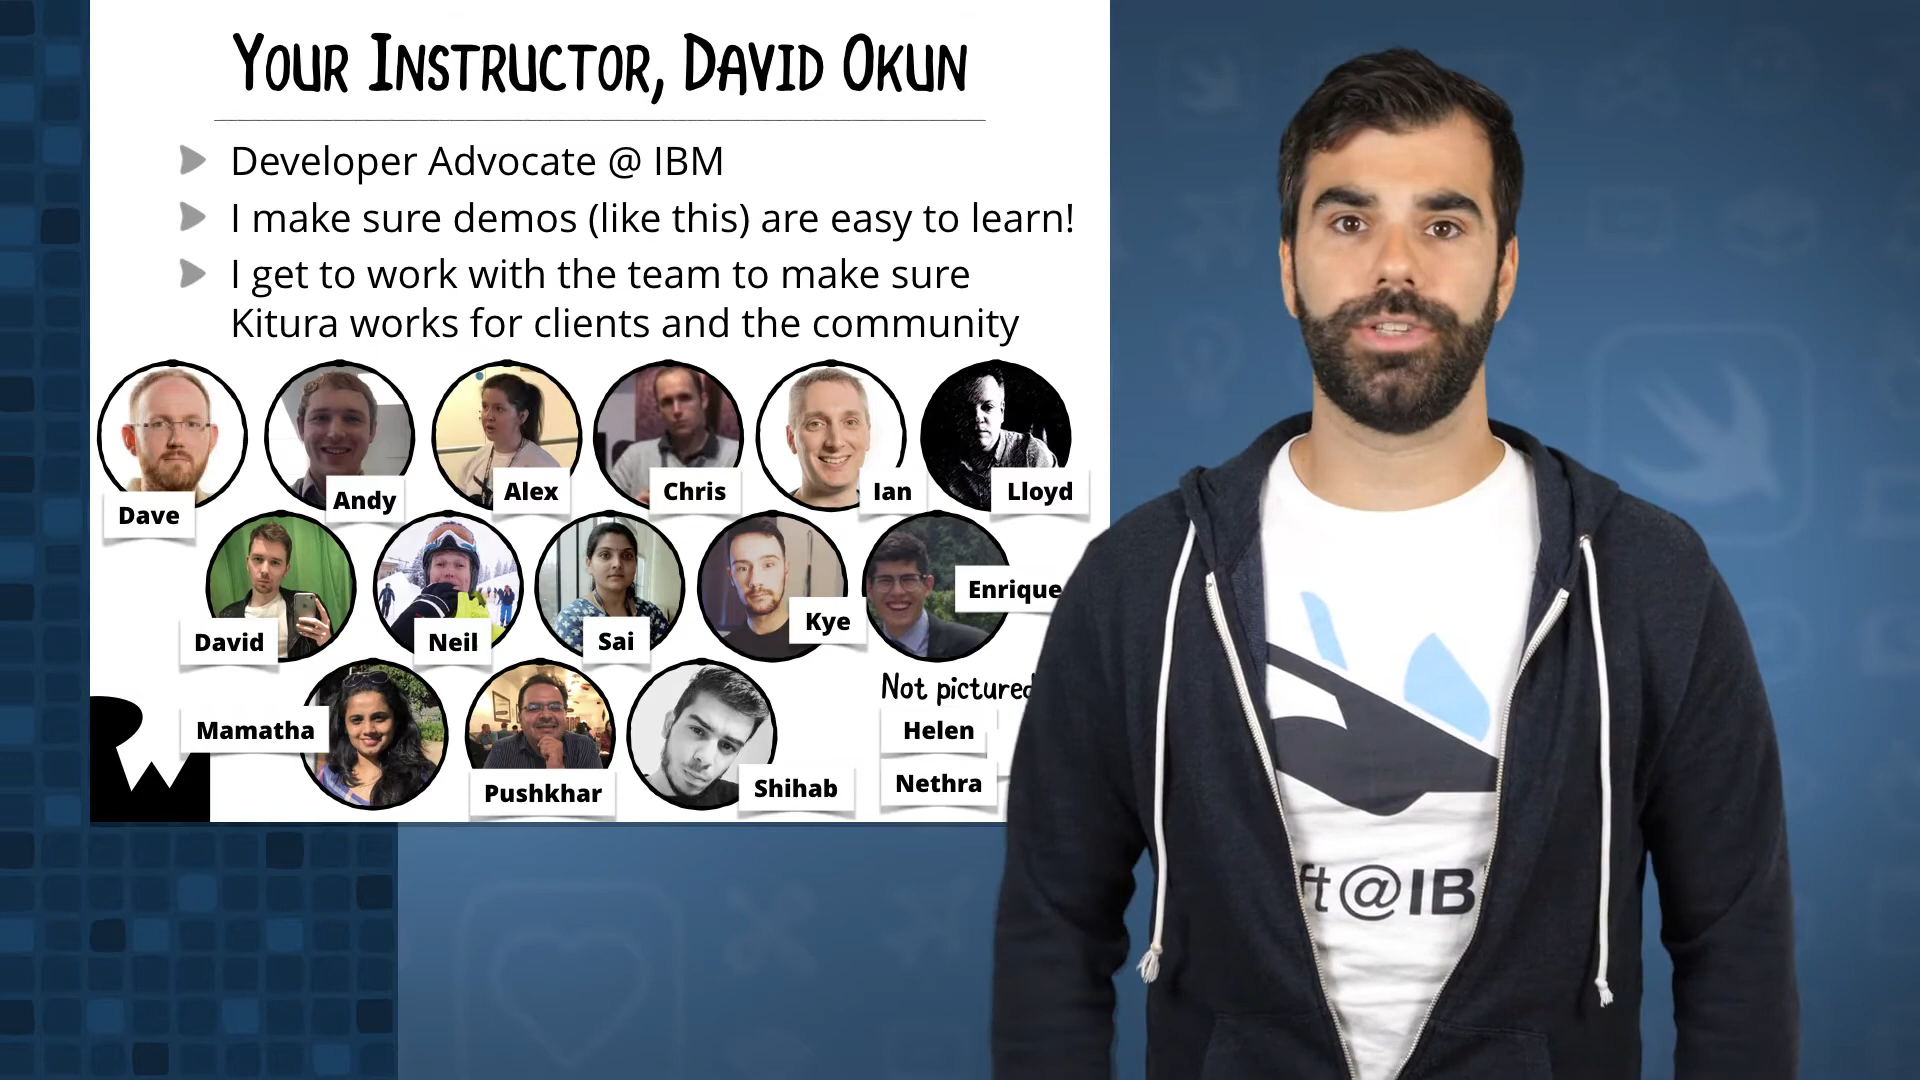 Your Instructor, David Okun
Developer Advocate @ IBM
I make sure demos (like this) are easy to learn!
I get to work with the team to make sure
Kitura works for clients and the community
Dave
Andy
Alex
Chris
Ian
Lloyd
David
Neil
Sai
Kye
Enrique
Mamatha
Pushkhar
Shihab
Not pictured
Helen
Nethra
ft@IB